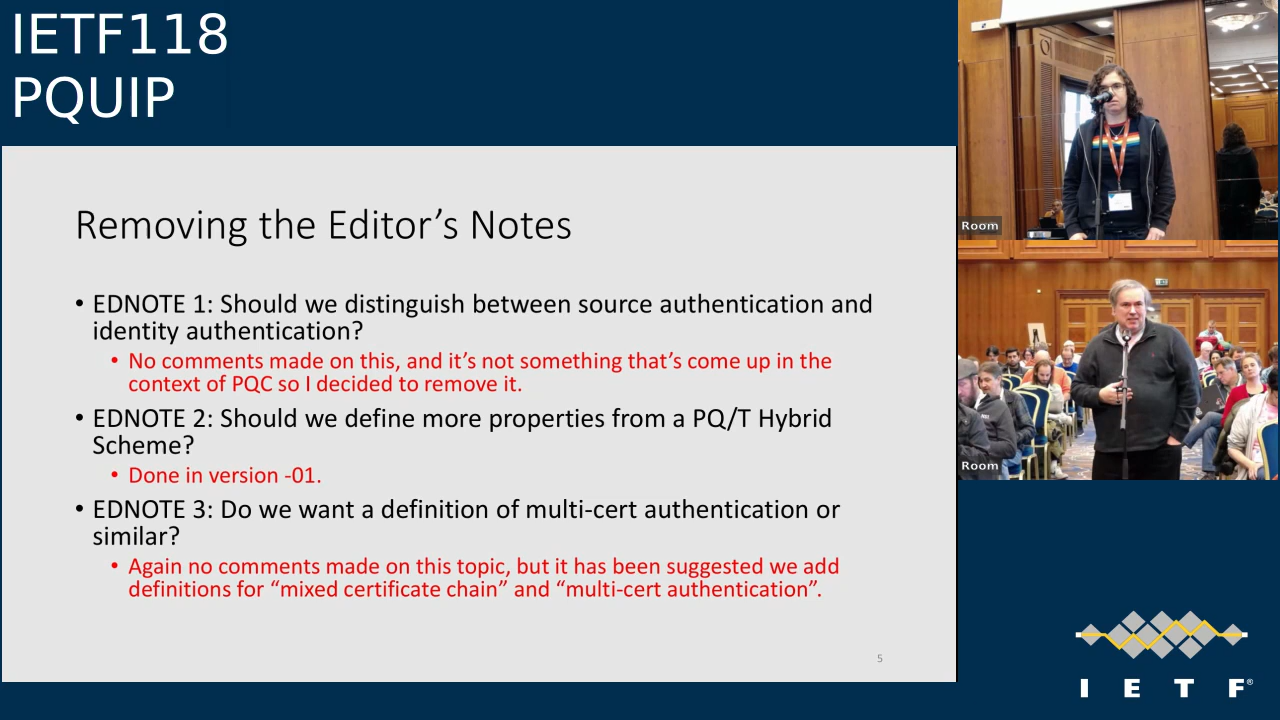 IETF118
PQUIP
Removing the Editor’s Notes
• EDNOTE 1: Should we distinguish between source authentication and
identity authentication?
• No comments made on this, and it’s not something that’s come up in the
context of PQC so I decided to remove it.
• EDNOTE 2: Should we define more properties from a PQ/T Hybrid
Scheme?
• Done in version -01.
• EDNOTE 3: Do we want a definition of multi-cert authentication or
similar?
• Again no comments made on this topic, but it has been suggested we add
definitions for “mixed certificate chain” and “multi-cert authentication”.
5
Room
Room
I E T F®